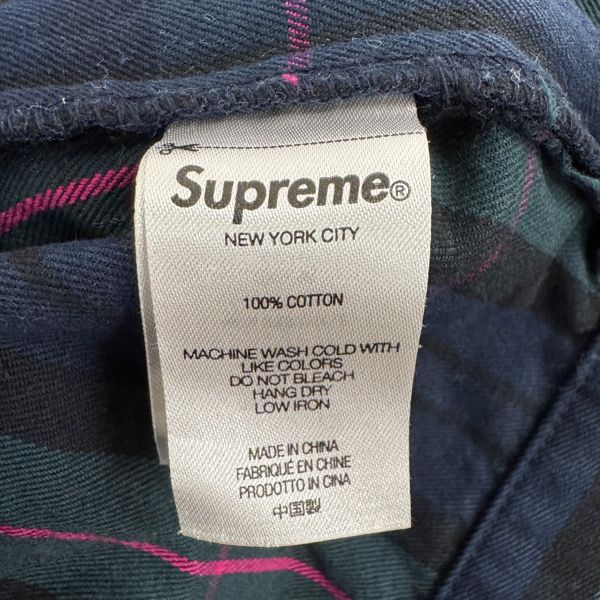 Supreme®
NEW YORK CITY
100% COTTON
MACHINE WASH COLD WITH
LIKE COLORS
DO NOT BLEACH
HANG DRY
LOW IRON
MADE IN CHINA
FABRIQUÉ EN CHINE
PRODOTTO IN CINA
中国製